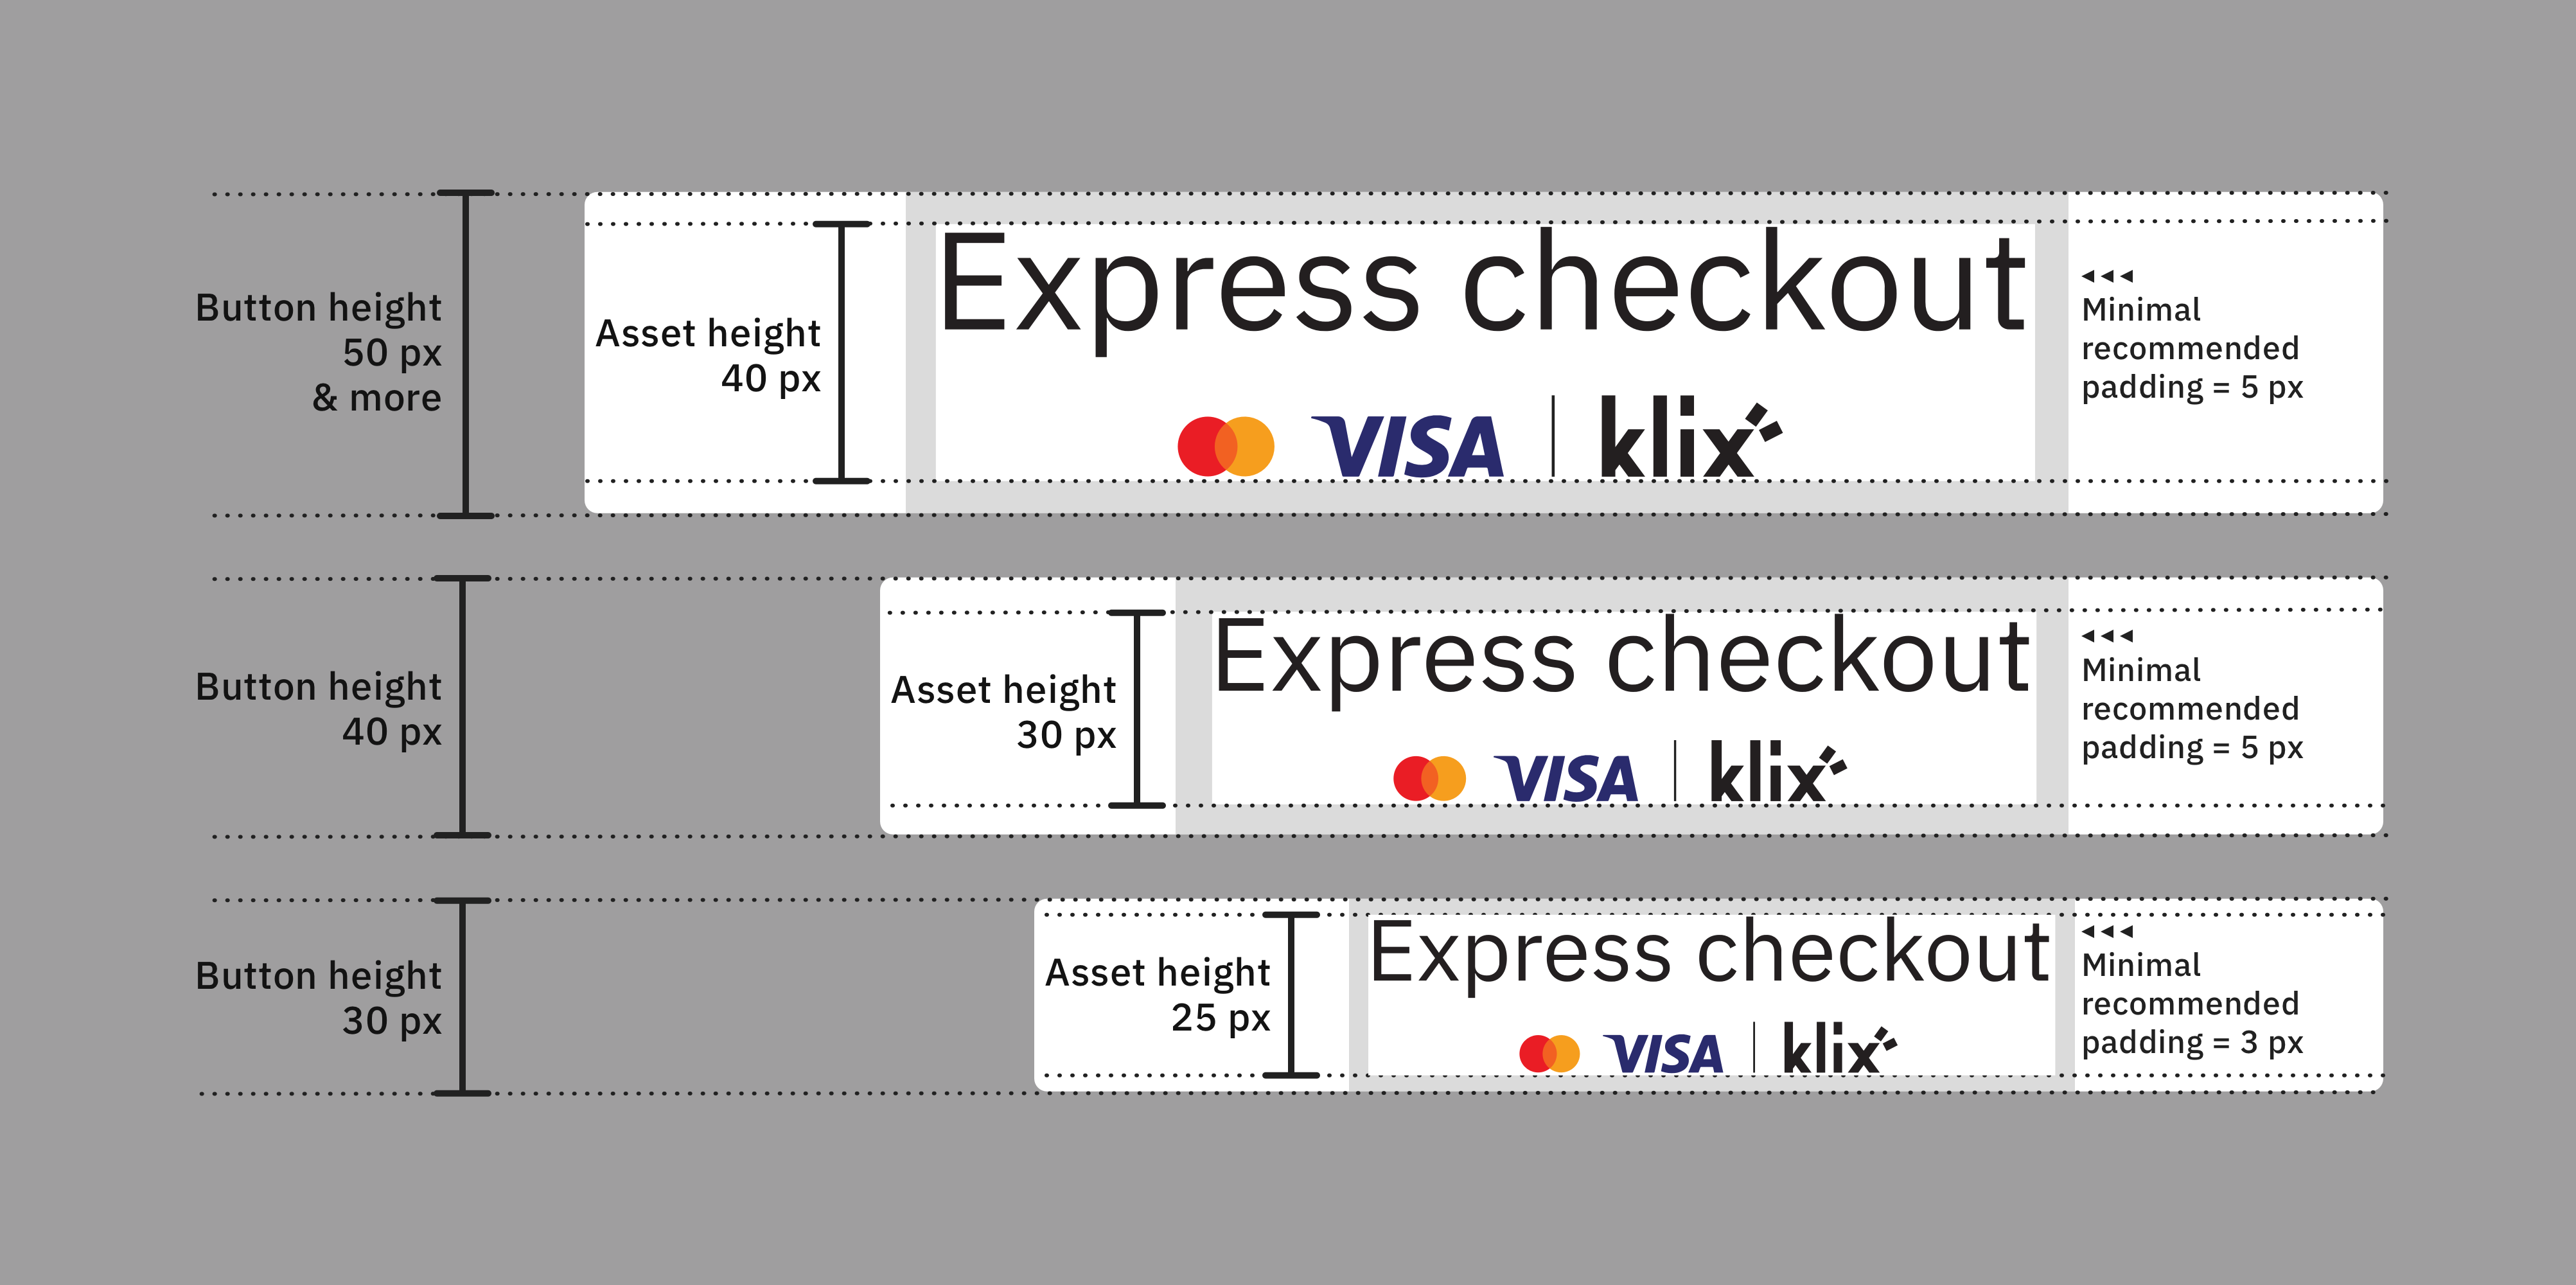 Button height
50 px
& more
Asset height
40 px
Express checkout
VISA | klix
◂◂◂
Minimal
recommended
padding = 5 px
Button height
40 px
Asset height
30 px
Express checkout
VISA | klix
◂◂◂
Minimal
recommended
padding = 5 px
Button height
30 px
Asset height
25 px
Express checkout
VISA | klix
◂◂◂
Minimal
recommended
padding = 3 px